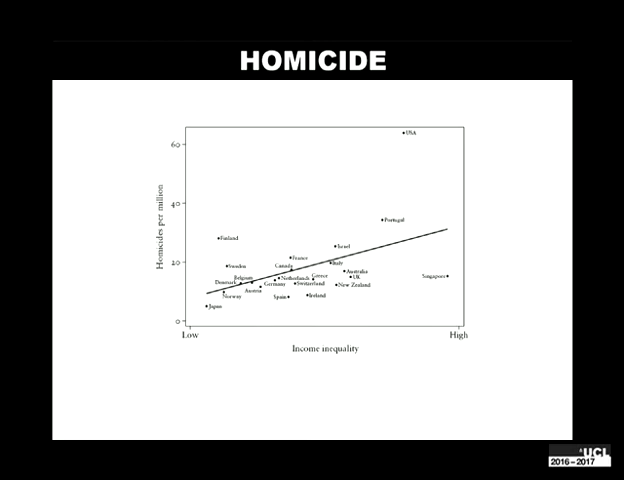 HOMICIDE
USA
60
Homicides per million
40
Portugal
Finland
Israel
France
Italy
20
Sweden
Canada
Australia
Belgium
Netherlands
Greece
UK
Singapore
Denmark
Germany
Switzerland
New Zealand
Austria
Norway
Spain
Ireland
Japan
0
Low
High
Income inequality
UCL
2016–2017